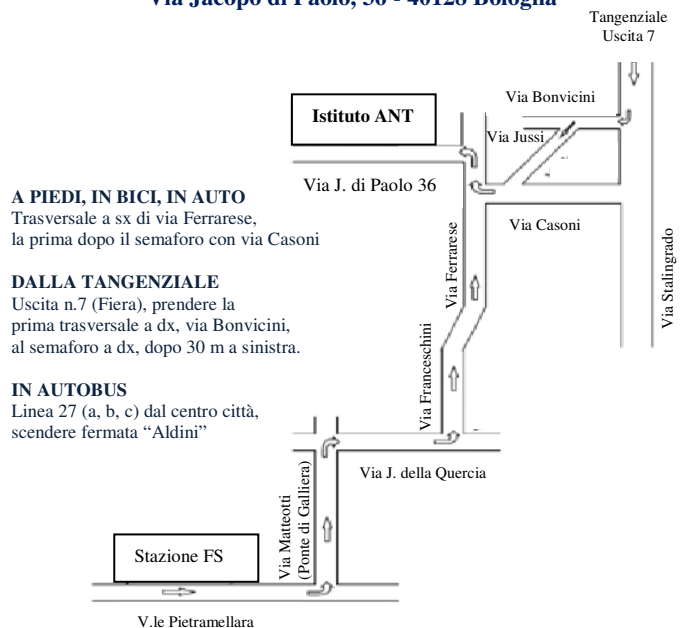 Via Jacopo di Paolo, 36 - 40128 Bologna
Tangenziale
Uscita 7
Via Bonvicini
Istituto ANT
Via Jussi
Via J. di Paolo 36
A PIEDI, IN BICI, IN AUTO
Trasversale a sx di via Ferrarese,
la prima dopo il semaforo con via Casoni
Via Casoni
Via Ferrarese
Via Stalingrado
DALLA TANGENZIALE
Uscita n.7 (Fiera), prendere la
prima trasversale a dx, via Bonvicini,
al semaforo a dx, dopo 30 m a sinistra.
Via Franceschini
IN AUTOBUS
Linea 27 (a, b, c) dal centro città,
scendere fermata “Aldini”
Via J. della Quercia
Via Matteotti
(Ponte di Galliera)
Stazione FS
V.le Pietramellara